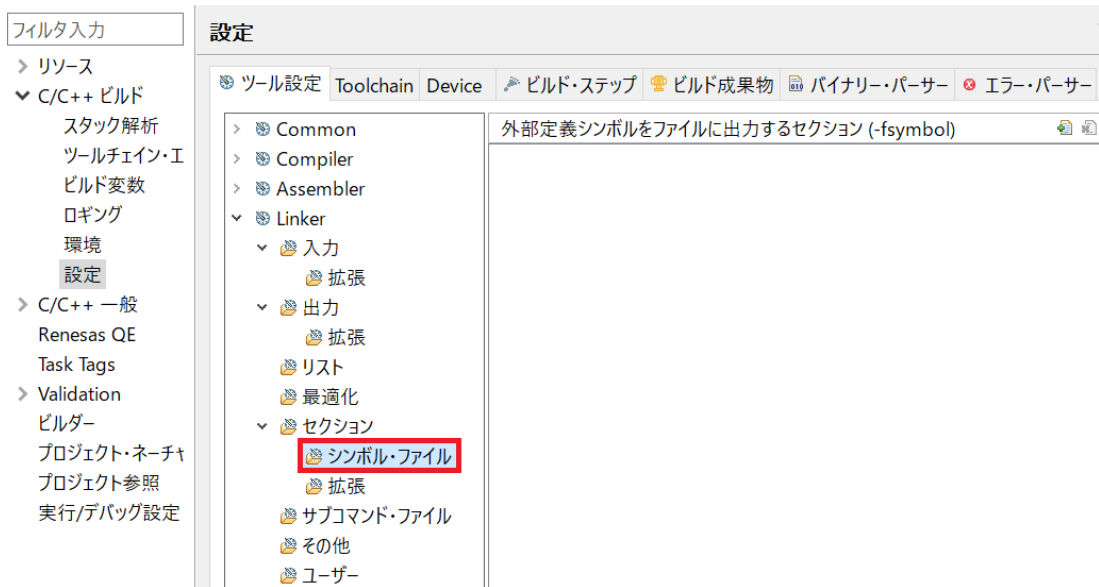 フィルタ入力
リソース
C/C++ ビルド
スタック解析
ツールチェイン・エ
ビルド変数
ロギング
環境
設定
C/C++ 一般
Renesas QE
Task Tags
Validation
ビルダー
プロジェクト・ネーチャ
プロジェクト参照
実行/デバッグ設定
設定
ツール設定 Toolchain Device ビルド・ステップ ビルド成果物 バイナリー・パーサー エラー・パーサー
Common
Compiler
Assembler
Linker
入力
拡張
出力
拡張
リスト
最適化
セクション
シンボル・ファイル
拡張
サブコマンド・ファイル
その他
ユーザー
外部定義シンボルをファイルに出力するセクション (-fsymbol)